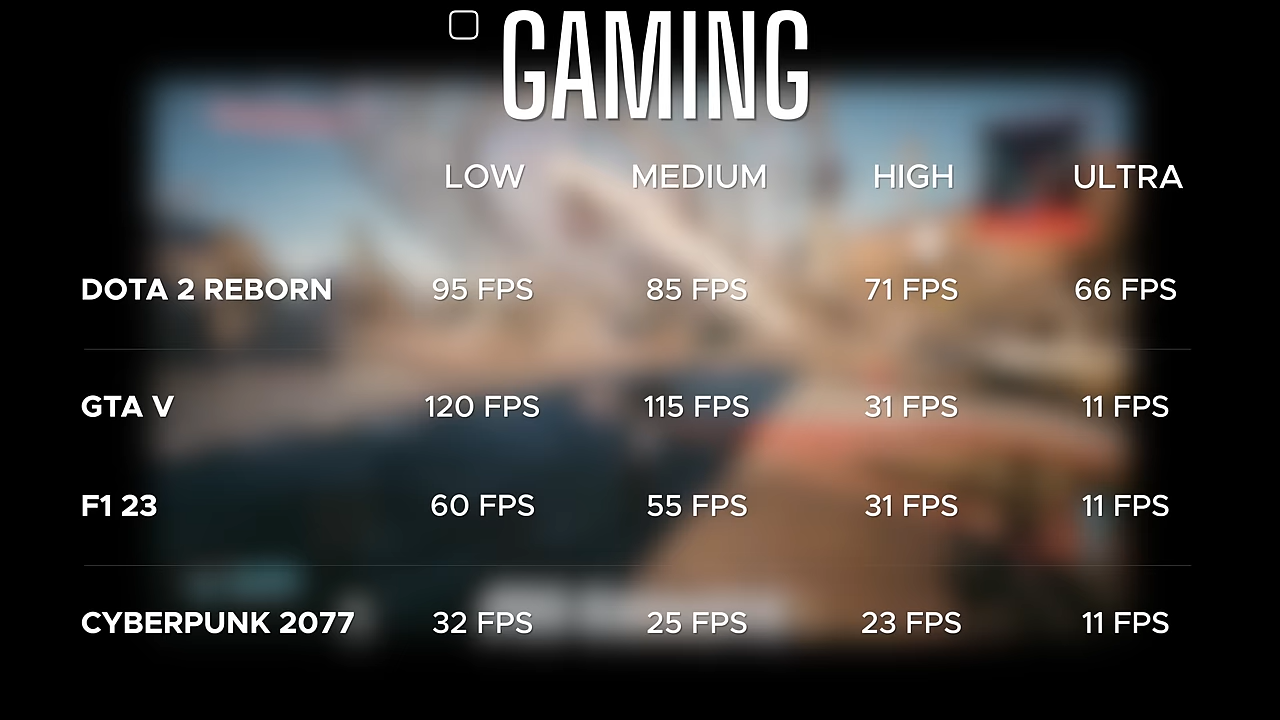 GAMING
LOW MEDIUM HIGH ULTRA
DOTA 2 REBORN 95 FPS 85 FPS 71 FPS 66 FPS
GTA V 120 FPS 115 FPS 31 FPS 11 FPS
F1 23 60 FPS 55 FPS 31 FPS 11 FPS
CYBERPUNK 2077 32 FPS 25 FPS 23 FPS 11 FPS